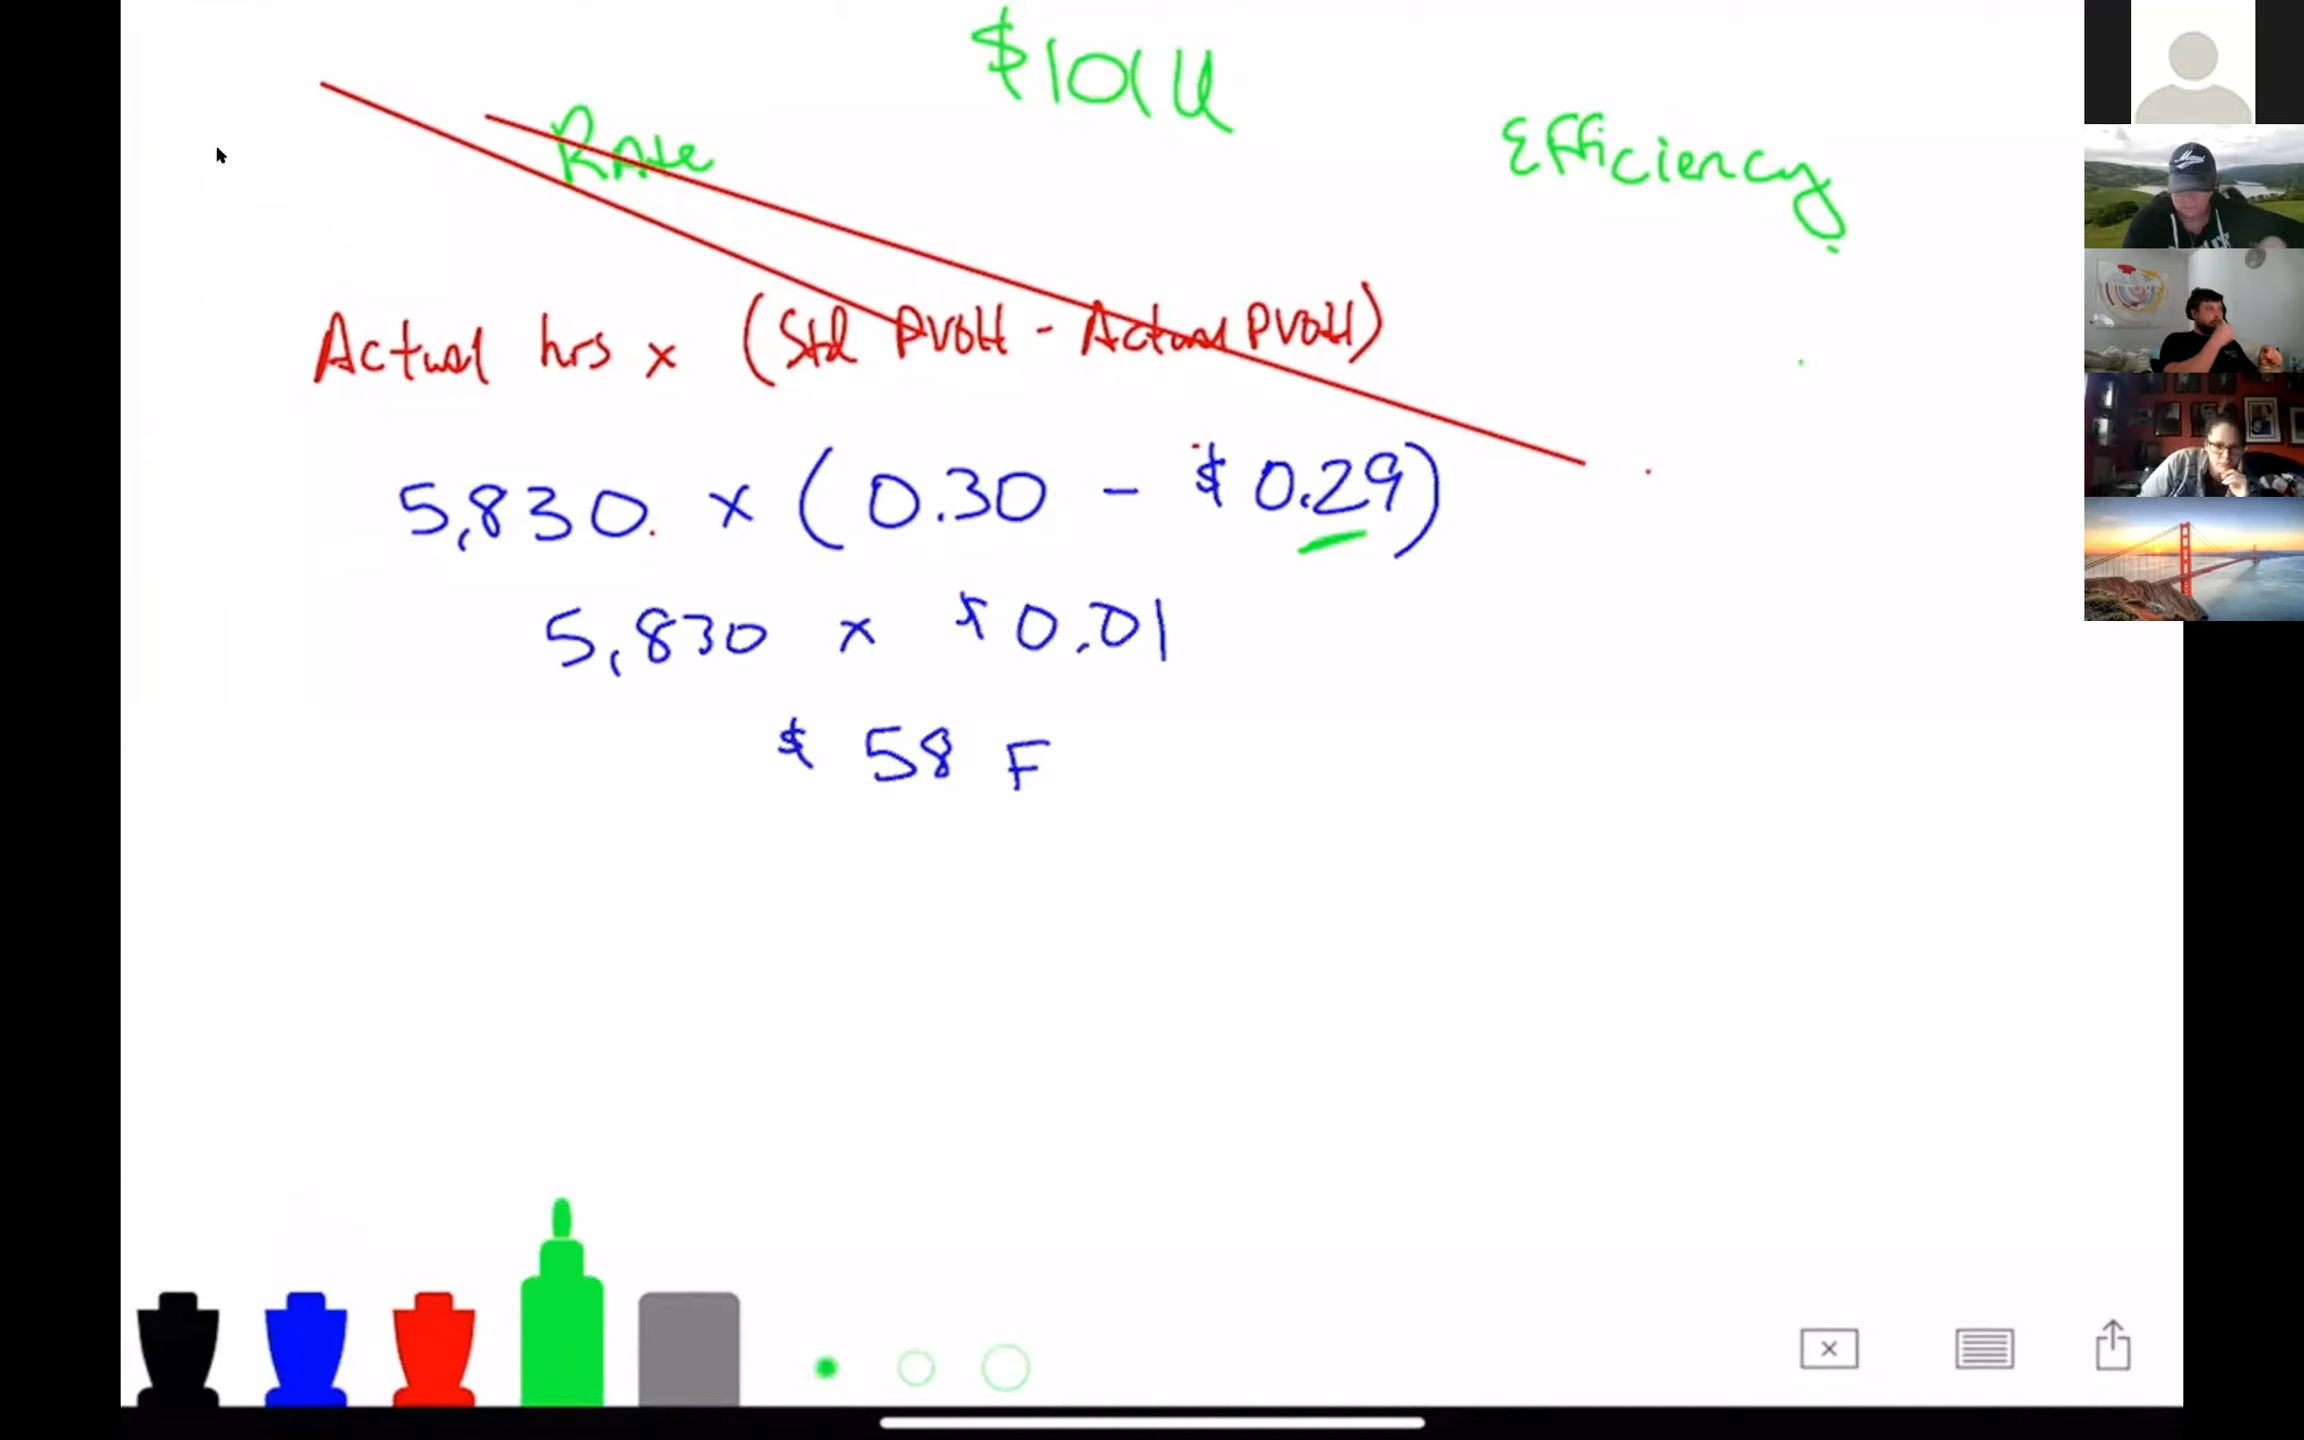 $101 U
Rate
Efficiency
Actual hrs x (Std PVOH - Actual PVOH)
5,830 x (0.30 - $0.29)
5,830 x $0.01
$ 58 F